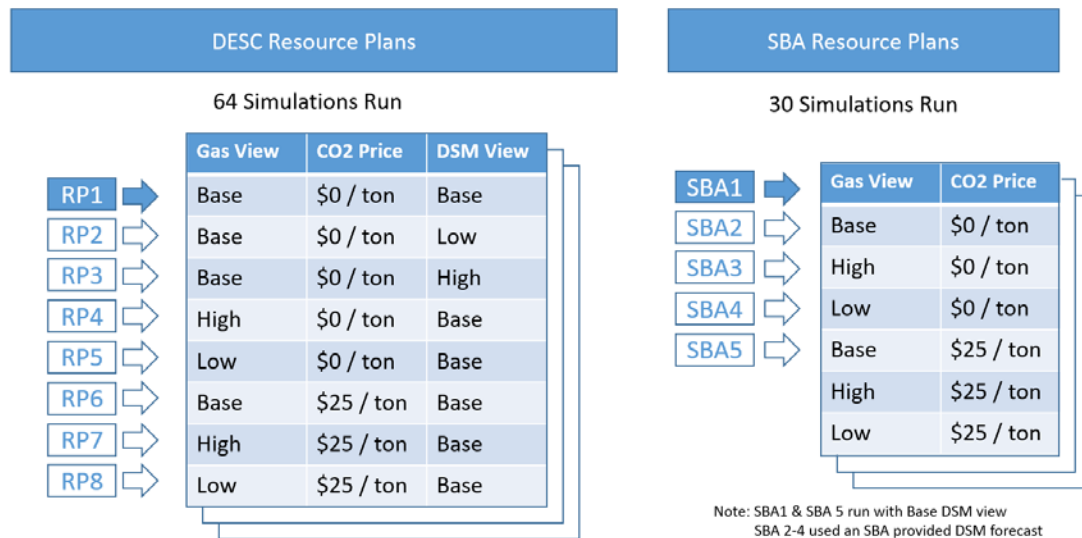 DESC Resource Plans
64 Simulations Run
Gas View CO2 Price DSM View
RP1 Base $0 / ton Base
RP2 Base $0 / ton Low
RP3 Base $0 / ton High
RP4 High $0 / ton Base
RP5 Low $0 / ton Base
RP6 Base $25 / ton Base
RP7 High $25 / ton Base
RP8 Low $25 / ton Base
SBA Resource Plans
30 Simulations Run
Gas View CO2 Price
SBA1 Base $0 / ton
SBA2 High $0 / ton
SBA3 Low $0 / ton
SBA4 Base $25 / ton
SBA5 High $25 / ton
Low $25 / ton
Note: SBA1 & SBA 5 run with Base DSM view
SBA 2-4 used an SBA provided DSM forecast